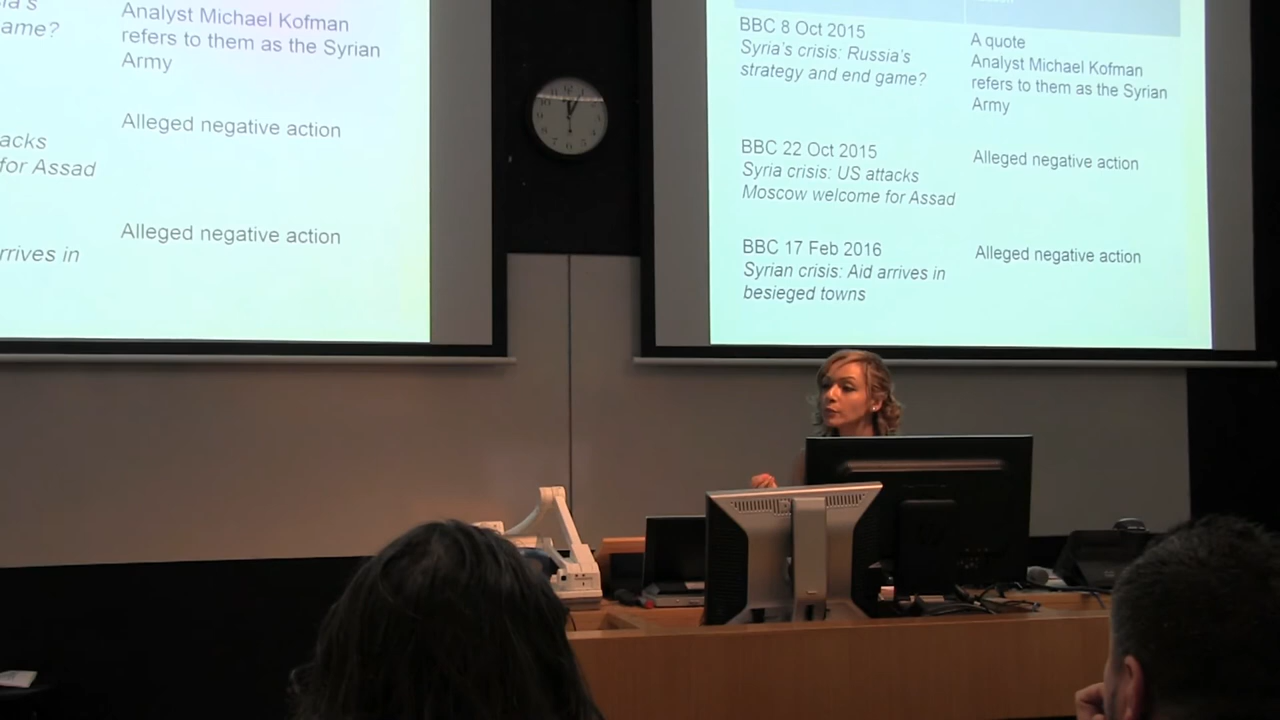 Analyst Michael Kofman
ame?
refers to them as the Syrian
Army
Alleged negative action
acks
for Assad
Alleged negative action
rrives in
BBC 8 Oct 2015
Syria's crisis: Russia's
strategy and end game?
A quote
Analyst Michael Kofman
refers to them as the Syrian
Army
BBC 22 Oct 2015
Syria crisis: US attacks
Moscow welcome for Assad
Alleged negative action
BBC 17 Feb 2016
Syrian crisis: Aid arrives in
besieged towns
Alleged negative action